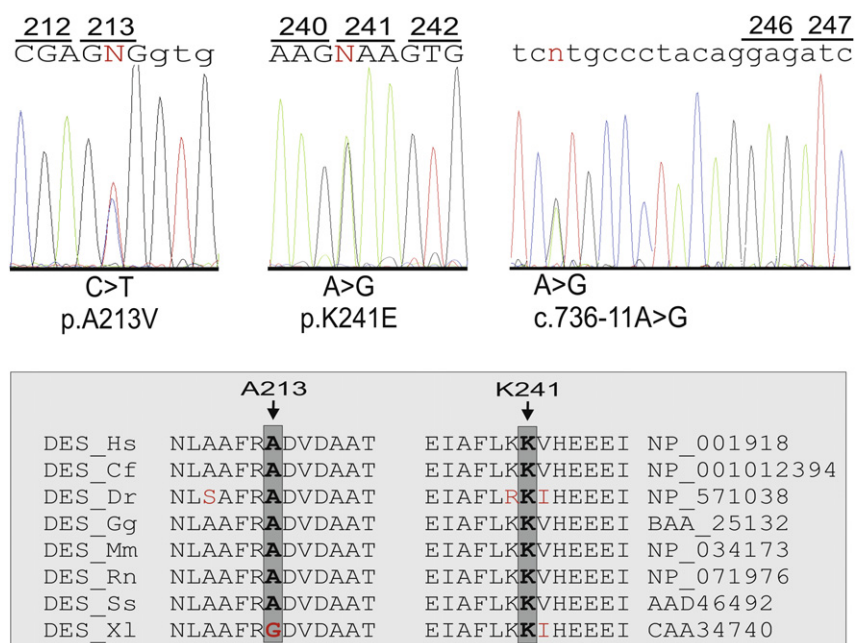 212 213 240 241 242 246 247
CGAGNGgtg AAGNAAGTG tcntgccctacaggagatc
C>T A>G A>G
p.A213V p.K241E c.736-11A>G
A213 K241
DES_Hs NLAAFRADVDAAT EIAFLKKVHEEEI NP_001918
DES_Cf NLAAFRADVDAAT EIAFLKKVHEEEI NP_001012394
DES_Dr NLSAFRADVDAAT EIAFLRKIHEEEI NP_571038
DES_Gg NLAAFRADVDAAT EIAFLKKVHEEEI BAA_25132
DES_Mm NLAAFRADVDAAT EIAFLKKVHEEEI NP_034173
DES_Rn NLAAFRADVDAAT EIAFLKKVHEEEI NP_071976
DES_Ss NLAAFRADVDAAT EIAFLKKVHEEEI AAD46492
DES_Xl NLAAFRGDVDAAT EIAFLKKIHEEEI CAA34740